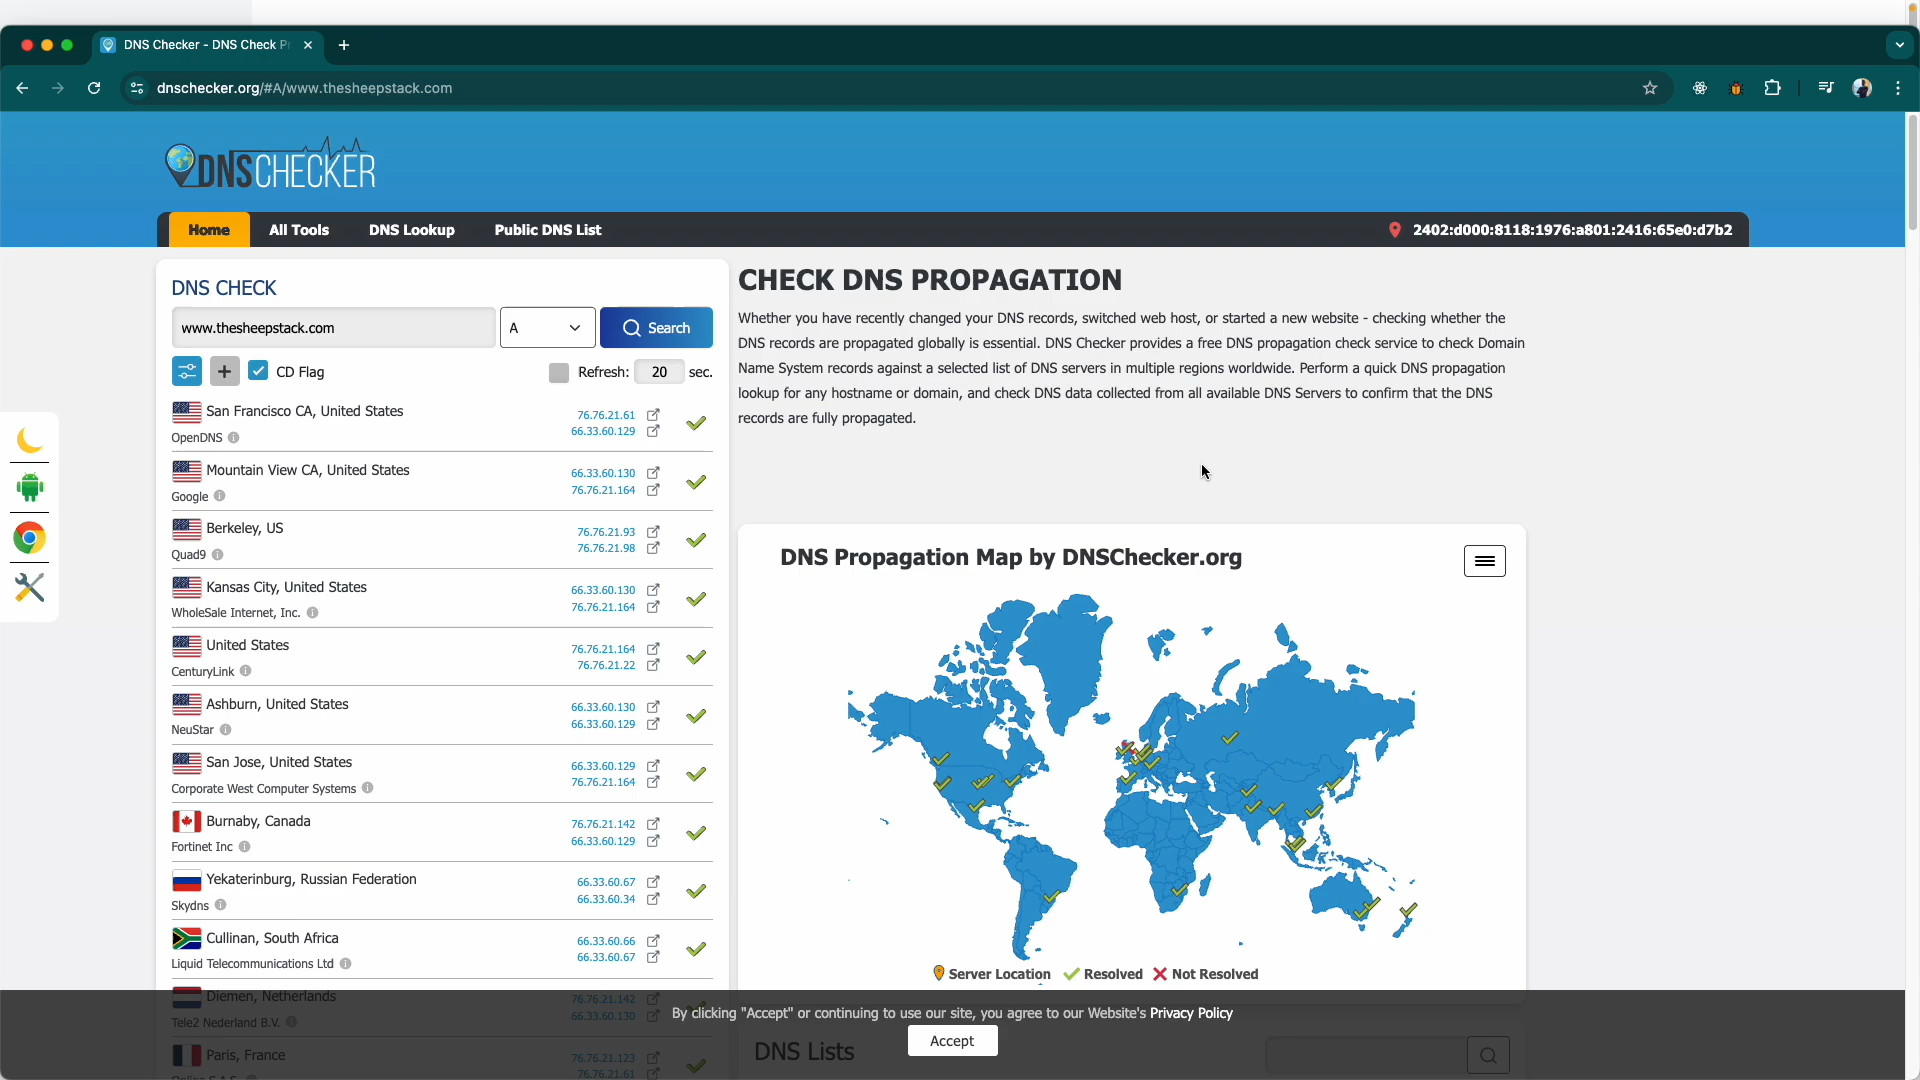 DNS Checker - DNS Check P
dnschecker.org/#A/www.thesheepstack.com
DNSCHECKER
Home
All Tools
DNS Lookup
Public DNS List
2402:d000:8118:1976:a801:2416:65e0:d7b2
DNS CHECK
www.thesheepstack.com
A
Search
CD Flag
Refresh: 20 sec.
San Francisco CA, United States
OpenDNS
76.76.21.61
66.33.60.129
Mountain View CA, United States
Google
66.33.60.130
76.76.21.164
Berkeley, US
Quad9
76.76.21.93
76.76.21.98
Kansas City, United States
WholeSale Internet, Inc.
66.33.60.130
76.76.21.164
United States
CenturyLink
76.76.21.164
76.76.21.22
Ashburn, United States
NeuStar
66.33.60.130
66.33.60.129
San Jose, United States
Corporate West Computer Systems
66.33.60.129
76.76.21.164
Burnaby, Canada
Fortinet Inc
76.76.21.142
66.33.60.129
Yekaterinburg, Russian Federation
Skydns
66.33.60.67
66.33.60.34
Cullinan, South Africa
Liquid Telecommunications Ltd
66.33.60.66
66.33.60.67
Diemen, Netherlands
Tele2 Nederland B.V.
76.76.21.142
66.33.60.130
Paris, France
76.76.21.123
76.76.21.61
CHECK DNS PROPAGATION
Whether you have recently changed your DNS records, switched web host, or started a new website - checking whether the
DNS records are propagated globally is essential. DNS Checker provides a free DNS propagation check service to check Domain
Name System records against a selected list of DNS servers in multiple regions worldwide. Perform a quick DNS propagation
lookup for any hostname or domain, and check DNS data collected from all available DNS Servers to confirm that the DNS
records are fully propagated.
DNS Propagation Map by DNSChecker.org
Server Location
Resolved
Not Resolved
By clicking "Accept" or continuing to use our site, you agree to our Website's Privacy Policy
Accept
DNS Lists